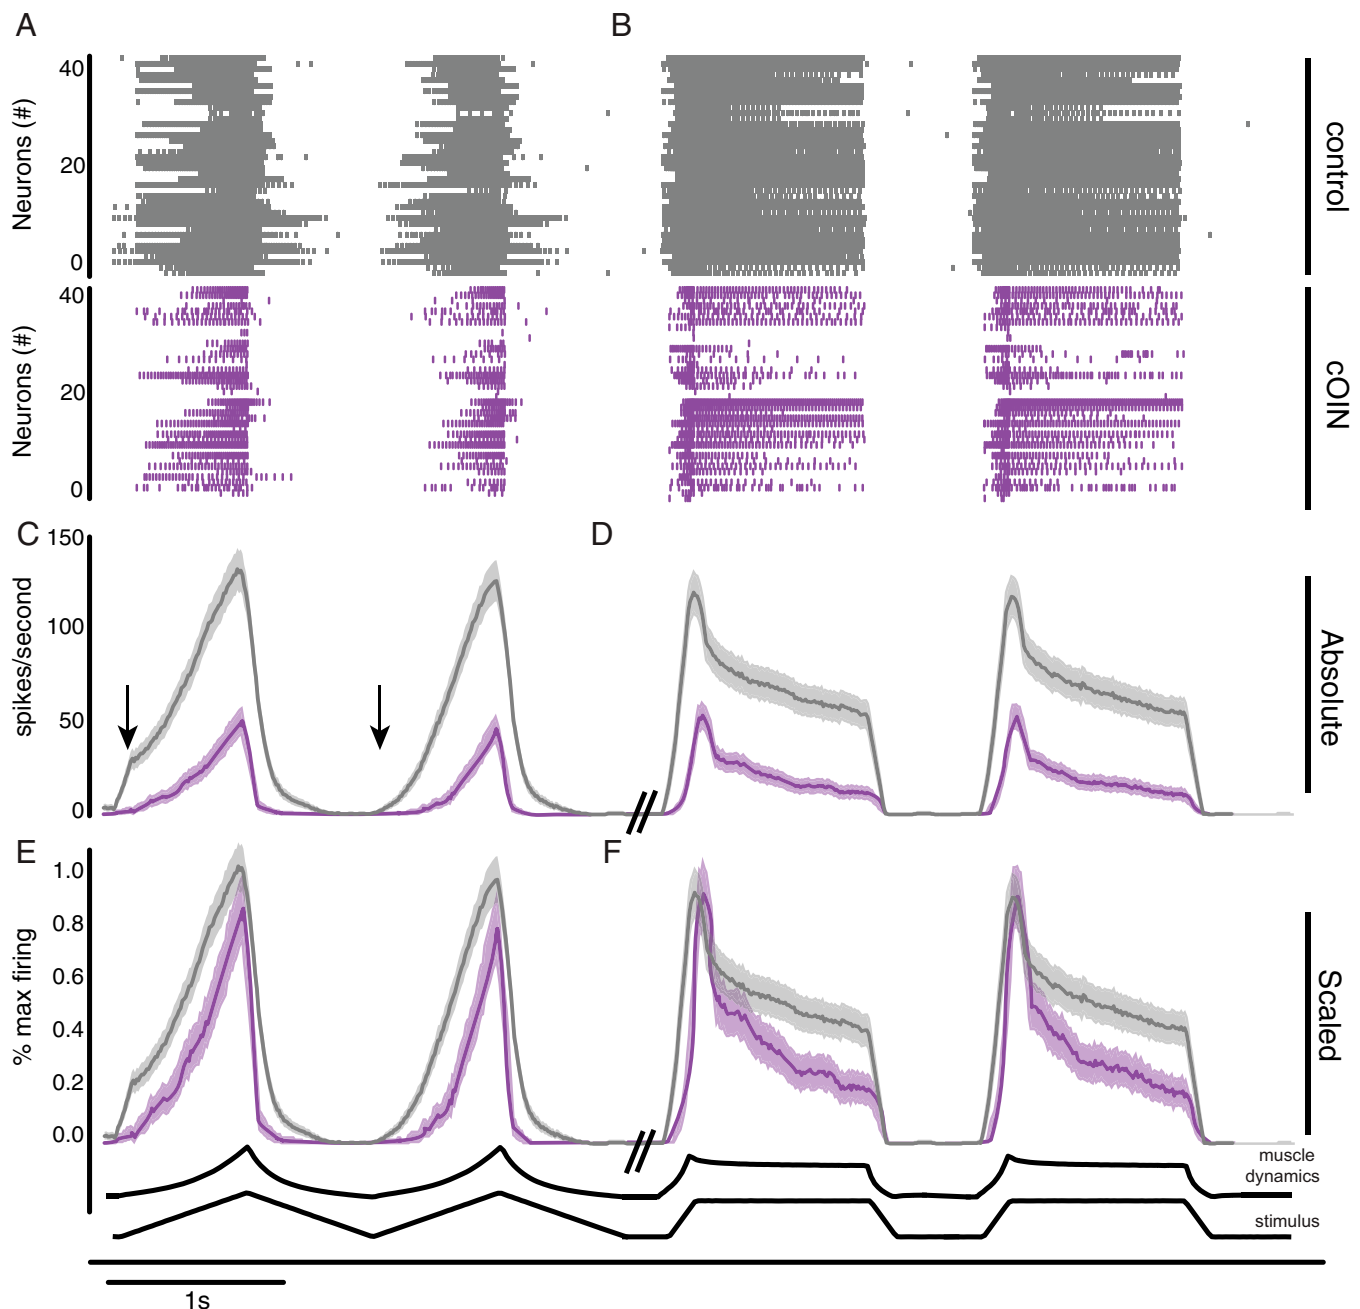 A
B
40
20
0
Neurons (#)
control
40
20
0
Neurons (#)
cOIN
C
D
150
100
50
0
spikes/second
Absolute
E
F
1.0
0.8
0.6
0.4
0.2
0.0
% max firing
Scaled
muscle
dynamics
stimulus
1s